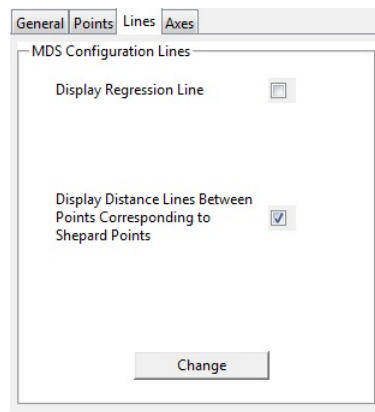 General Points Lines Axes
MDS Configuration Lines
Display Regression Line
Display Distance Lines Between
Points Corresponding to
Shepard Points
Change